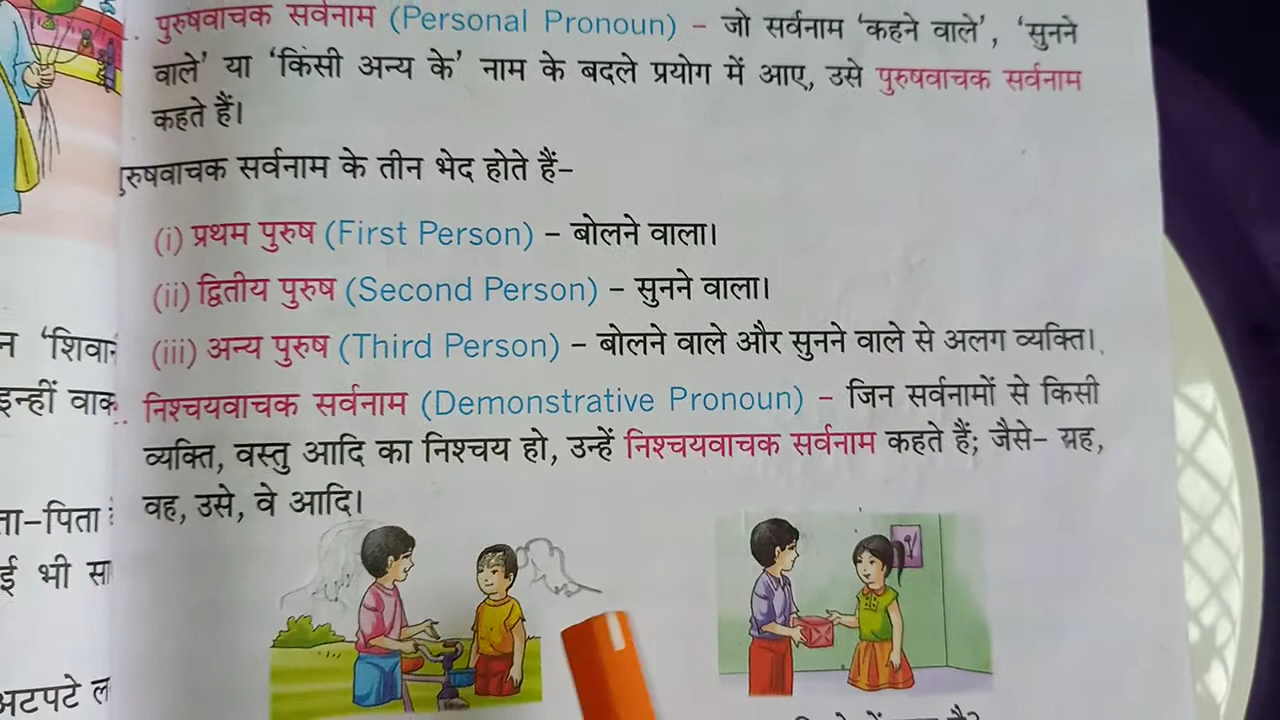 पुरुषवाचक सर्वनाम (Personal Pronoun) – जो सर्वनाम ‘कहने वाले’, ‘सुनने
वाले’ या ‘किसी अन्य के’ नाम के बदले प्रयोग में आए, उसे पुरुषवाचक सर्वनाम
कहते हैं।
पुरुषवाचक सर्वनाम के तीन भेद होते हैं–
(i) प्रथम पुरुष (First Person) – बोलने वाला।
(ii) द्वितीय पुरुष (Second Person) – सुनने वाला।
(iii) अन्य पुरुष (Third Person) – बोलने वाले और सुनने वाले से अलग व्यक्ति।
निश्चयवाचक सर्वनाम (Demonstrative Pronoun) – जिन सर्वनामों से किसी
व्यक्ति, वस्तु आदि का निश्चय हो, उन्हें निश्चयवाचक सर्वनाम कहते हैं; जैसे– यह,
वह, उसे, वे आदि।
न
इन्हीं
ता-पिता
ई भी
अटपटे